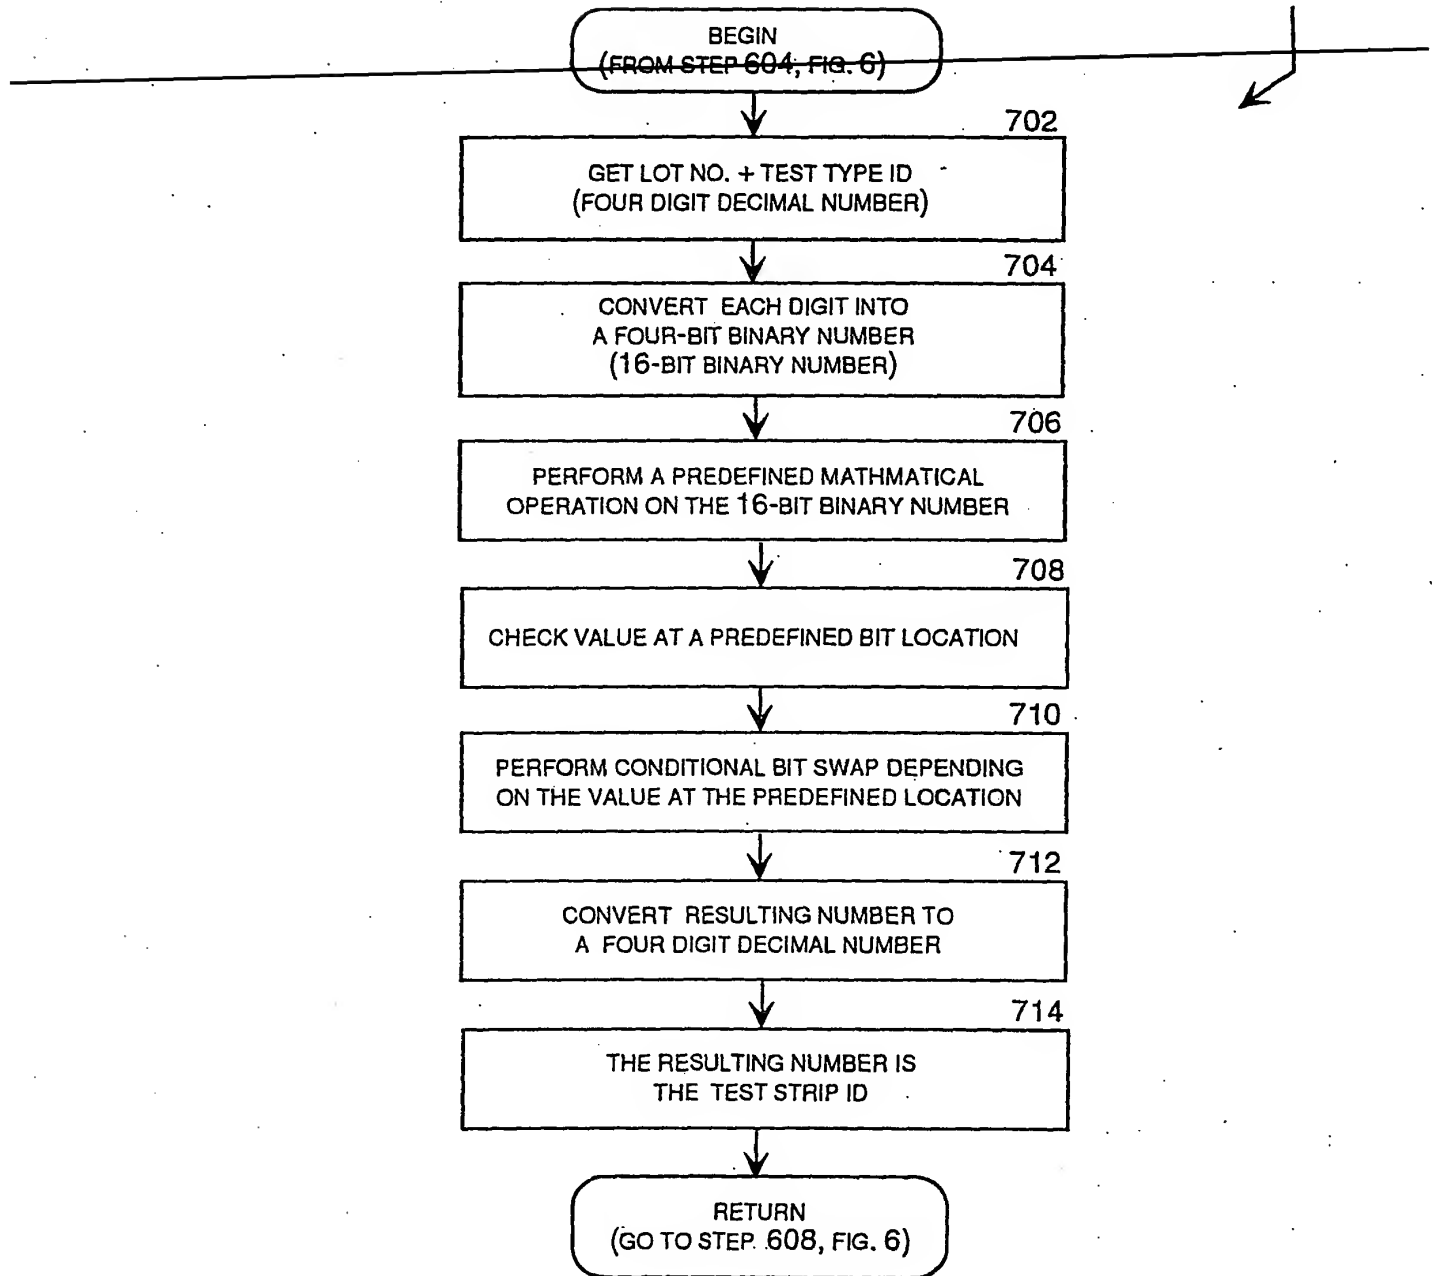 BEGIN
(FROM STEP 604, FIG. 6)
702
GET LOT NO. + TEST TYPE ID
(FOUR DIGIT DECIMAL NUMBER)
704
CONVERT EACH DIGIT INTO
A FOUR-BIT BINARY NUMBER
(16-BIT BINARY NUMBER)
706
PERFORM A PREDEFINED MATHMATICAL
OPERATION ON THE 16-BIT BINARY NUMBER
708
CHECK VALUE AT A PREDEFINED BIT LOCATION
710
PERFORM CONDITIONAL BIT SWAP DEPENDING
ON THE VALUE AT THE PREDEFINED LOCATION
712
CONVERT RESULTING NUMBER TO
A FOUR DIGIT DECIMAL NUMBER
714
THE RESULTING NUMBER IS
THE TEST STRIP ID
RETURN
(GO TO STEP. 608, FIG. 6)